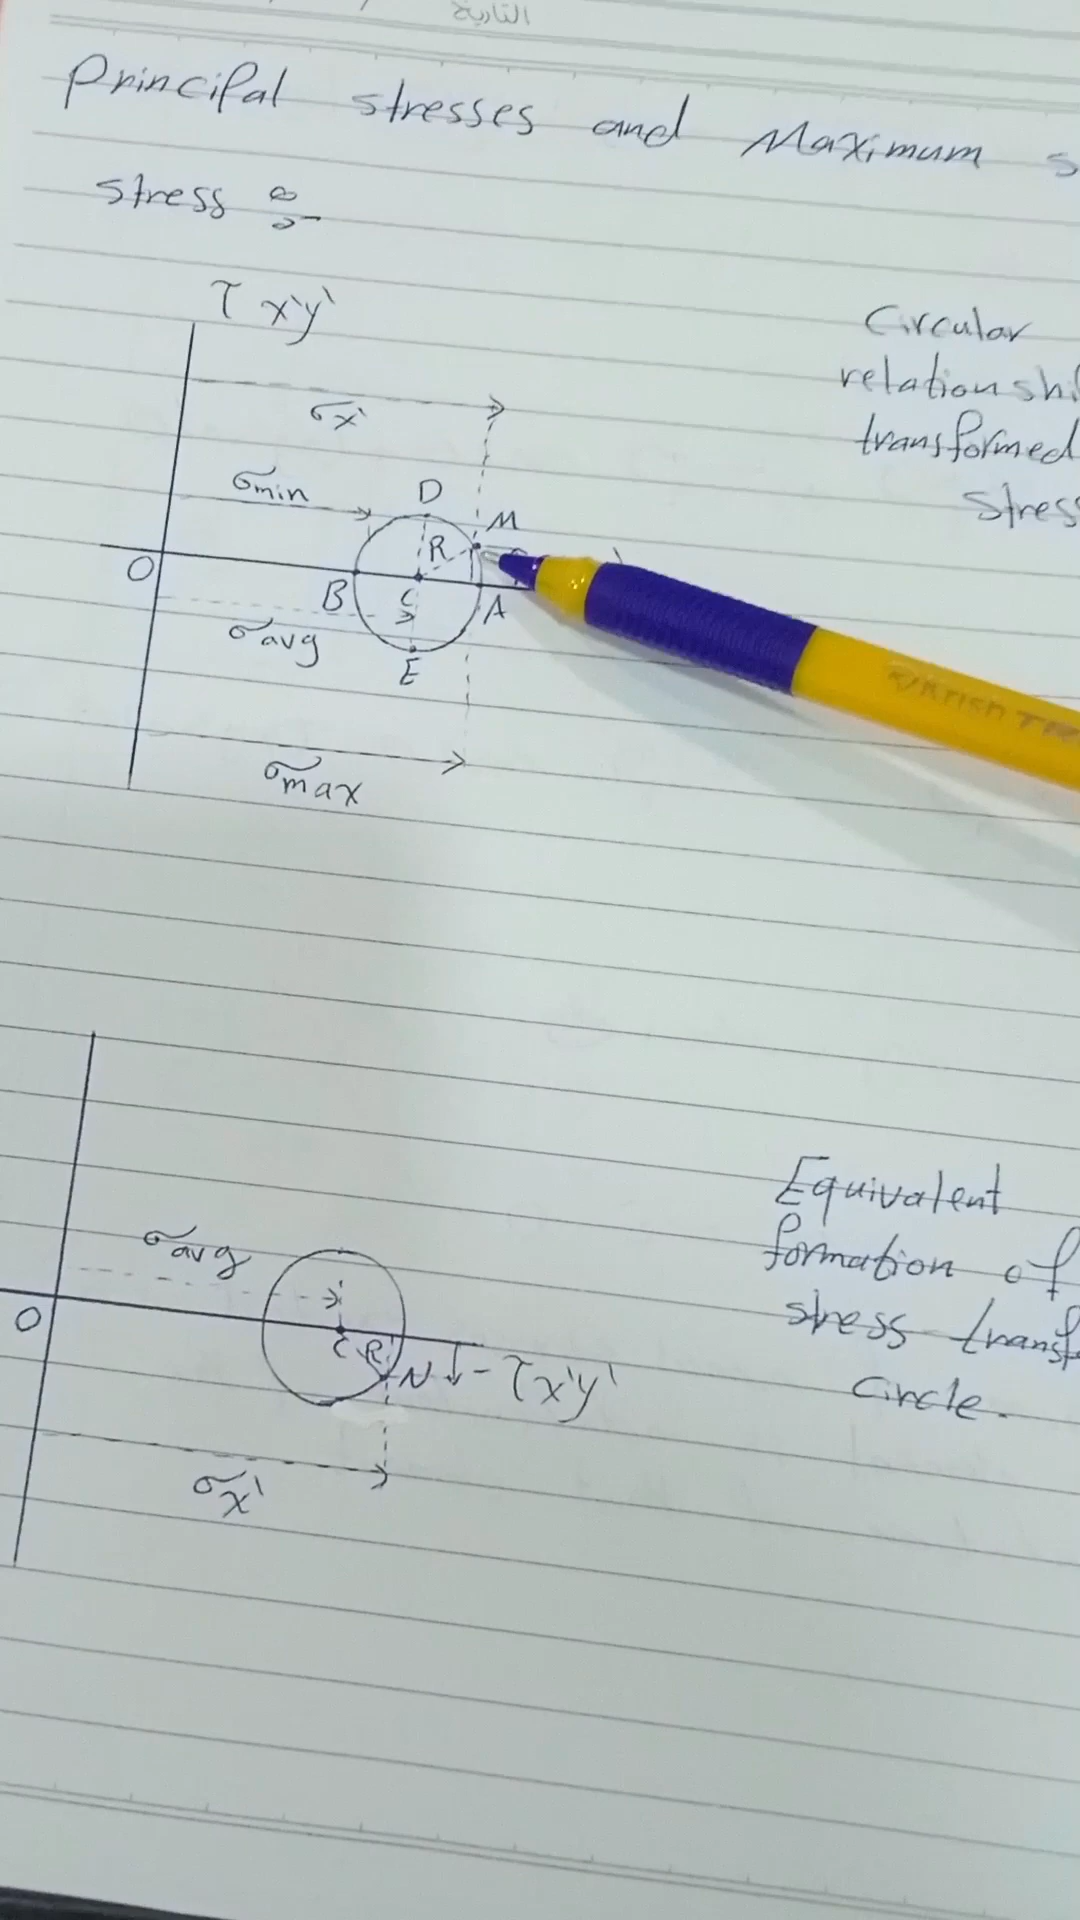 التاريخ
Principal stresses and Maximum s
stress :-
τ x'y'
σx'
σmin
D
M
R
O
B
C
A
σavg
E
σmax
Circular
relationshi
transformed
stres
σavg
O
C
R
N
- τx'y'
σx'
Equivalent
formation of
stress transf
circle.